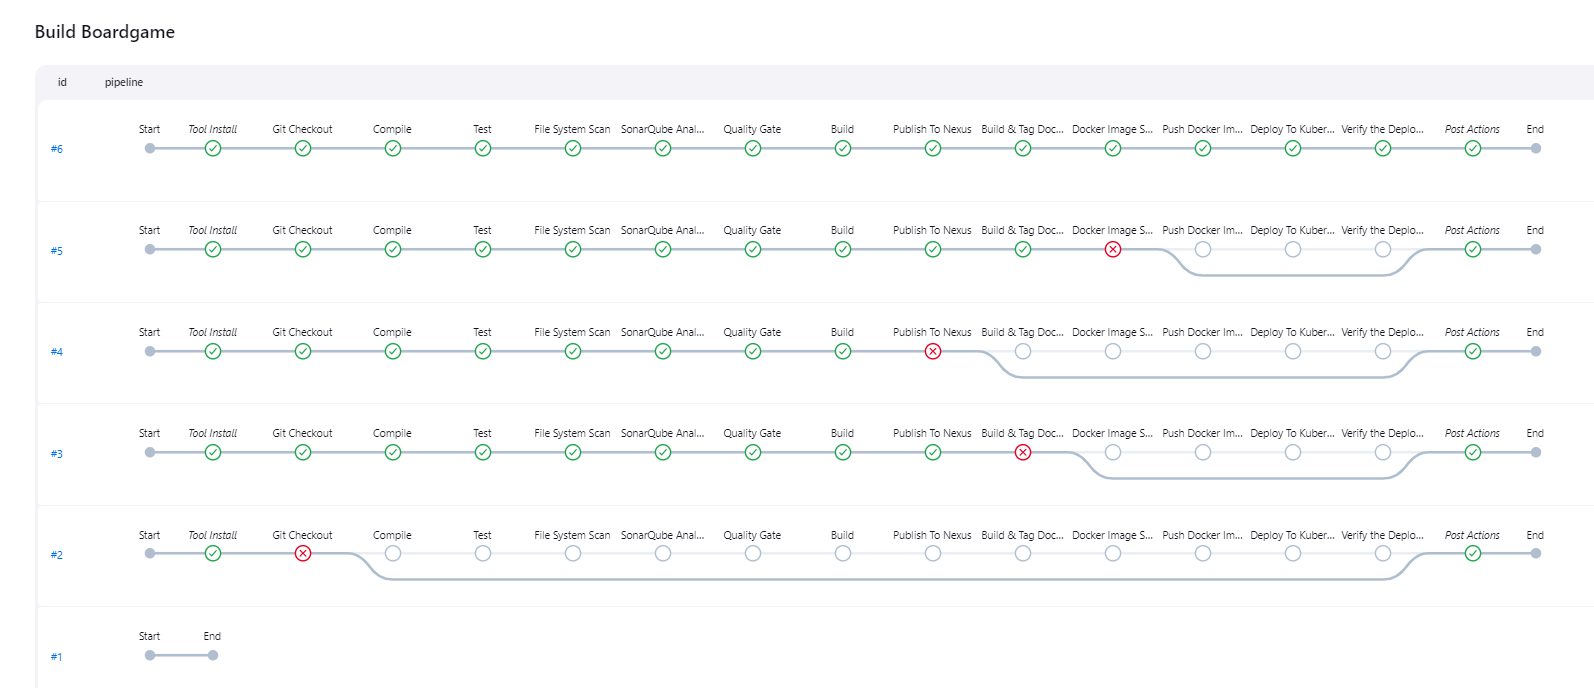 Build Boardgame
id pipeline
Start Tool Install Git Checkout Compile Test File System Scan SonarQube Anal... Quality Gate Build Publish To Nexus Build & Tag Doc... Docker Image S... Push Docker Im... Deploy To Kuber... Verify the Deplo... Post Actions End
#6
Start Tool Install Git Checkout Compile Test File System Scan SonarQube Anal... Quality Gate Build Publish To Nexus Build & Tag Doc... Docker Image S... Push Docker Im... Deploy To Kuber... Verify the Deplo... Post Actions End
#5
Start Tool Install Git Checkout Compile Test File System Scan SonarQube Anal... Quality Gate Build Publish To Nexus Build & Tag Doc... Docker Image S... Push Docker Im... Deploy To Kuber... Verify the Deplo... Post Actions End
#4
Start Tool Install Git Checkout Compile Test File System Scan SonarQube Anal... Quality Gate Build Publish To Nexus Build & Tag Doc... Docker Image S... Push Docker Im... Deploy To Kuber... Verify the Deplo... Post Actions End
#3
Start Tool Install Git Checkout Compile Test File System Scan SonarQube Anal... Quality Gate Build Publish To Nexus Build & Tag Doc... Docker Image S... Push Docker Im... Deploy To Kuber... Verify the Deplo... Post Actions End
#2
Start End
#1